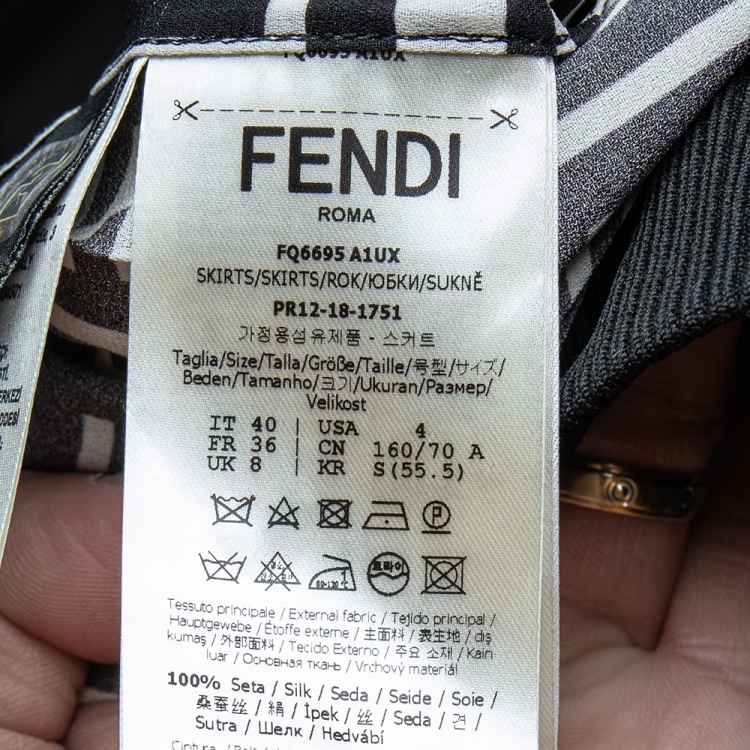 FQ6695 A1UX
FENDI
ROMA
FQ6695 A1UX
SKIRTS/SKIRTS/ROK/ЮБКИ/SUKNĚ
PR12-18-1751
가정용섬유제품 - 스커트
Taglia/Size/Talla/Größe/Taille/号型/サイズ/
Beden/Tamanho/크기/Ukuran/Размер/
Velikost
IT 40 | USA 4
FR 36 | CN 160/70 A
UK 8 | KR S(55.5)
P
80-120℃
Tessuto principale / External fabric / Tejido principal /
Hauptgewebe / Étoffe externe / 主面料 / 表生地 / dış
kumaş / 外部面料 / Tecido Externo / 주요 소재 / Kain
luar / Основная ткань / Vrchový materiál
100% Seta / Silk / Seda / Seide / Soie /
桑蚕丝 / 絹 / İpek / 丝 / Seda / 견 /
Sutra / Шелк / Hedvábí